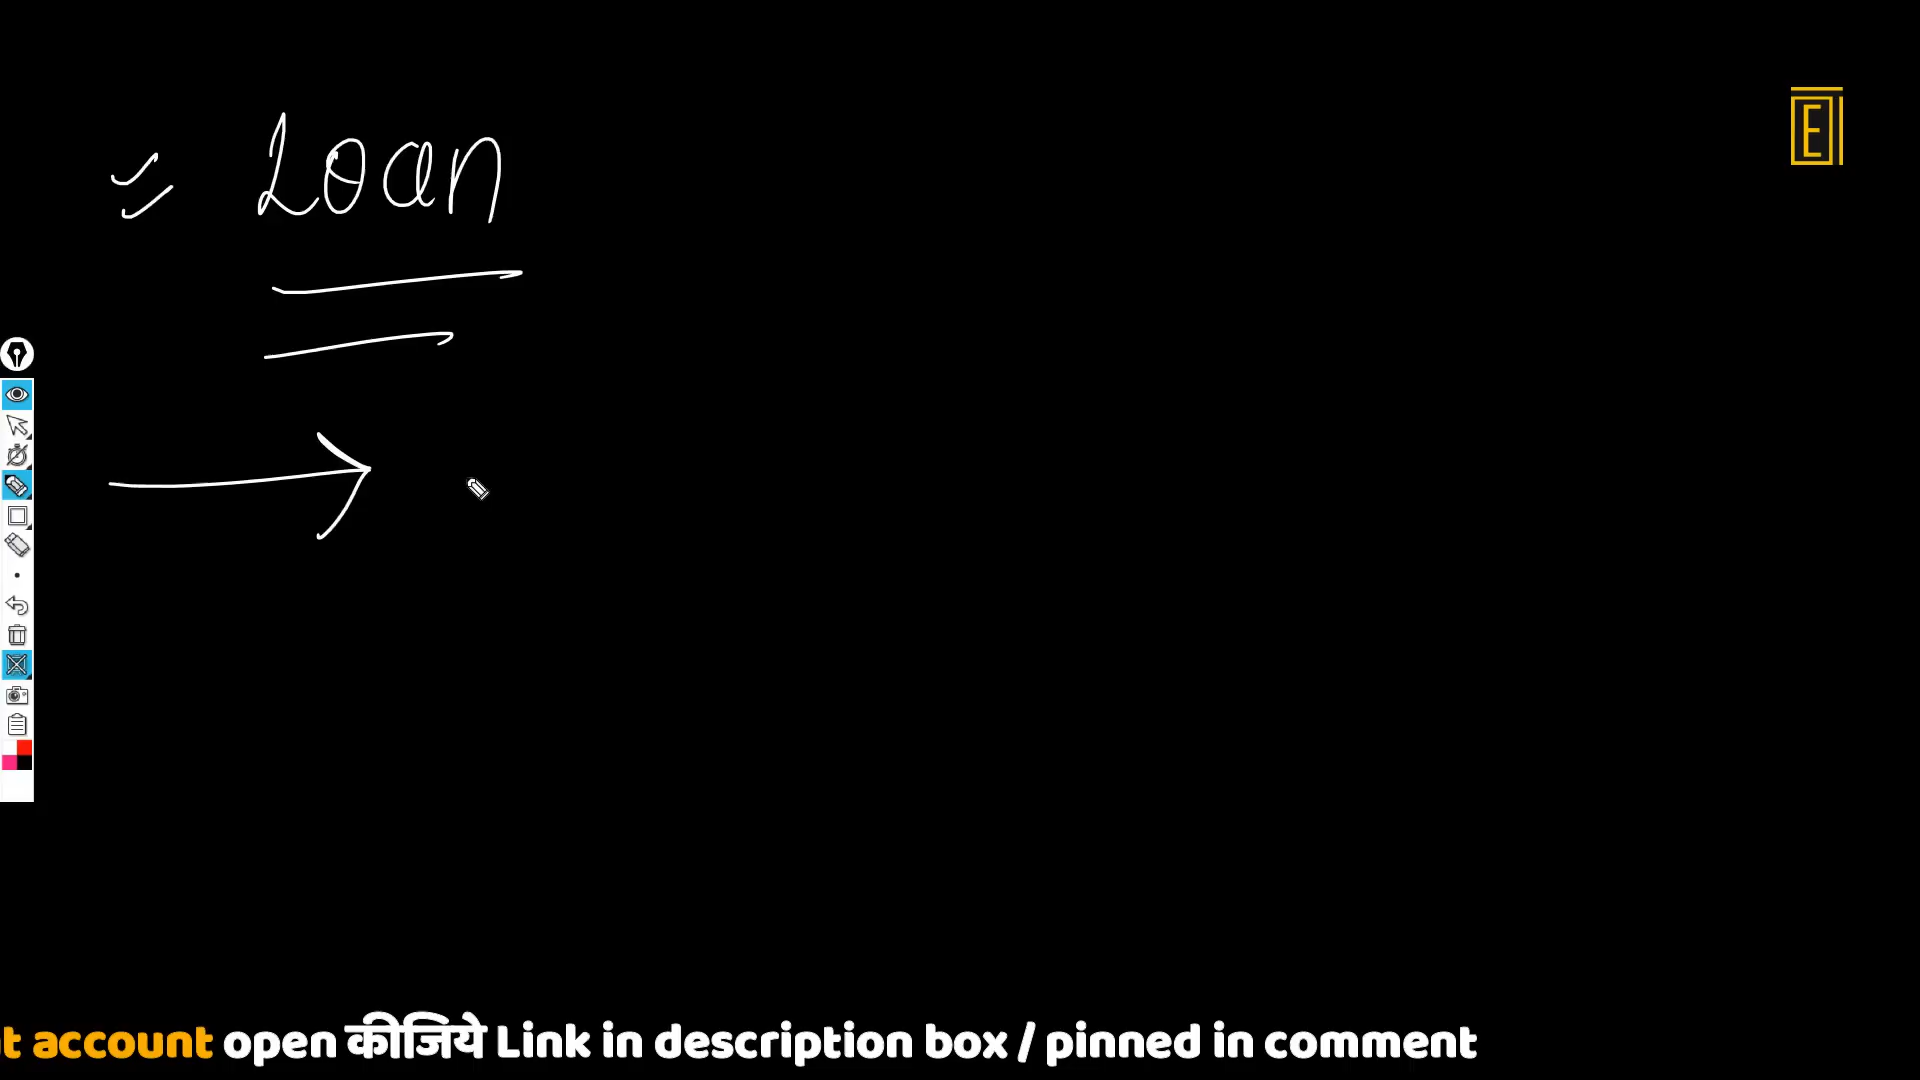 Loan
E
t account open कीजिये Link in description box / pinned in comment